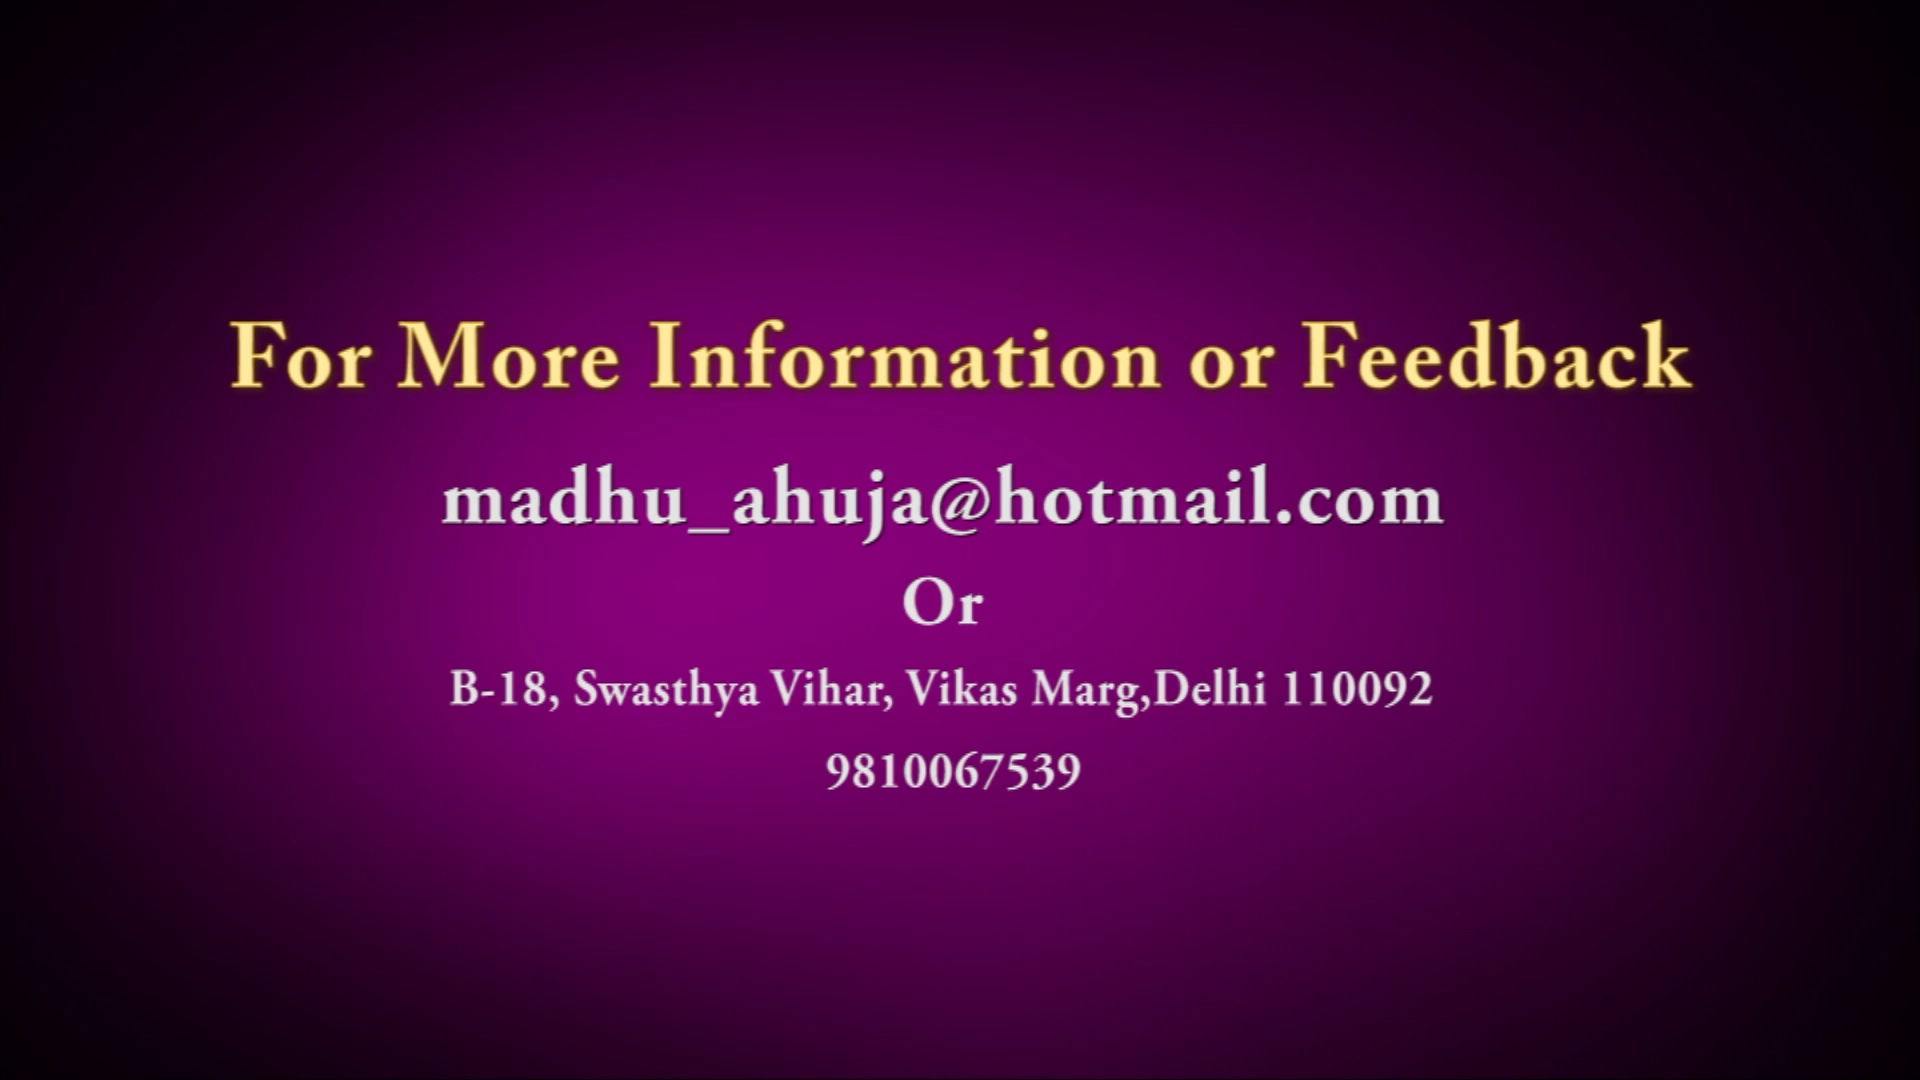 For More Information or Feedback
madhu_ahuja@hotmail.com
Or
B-18, Swasthya Vihar, Vikas Marg,Delhi 110092
9810067539